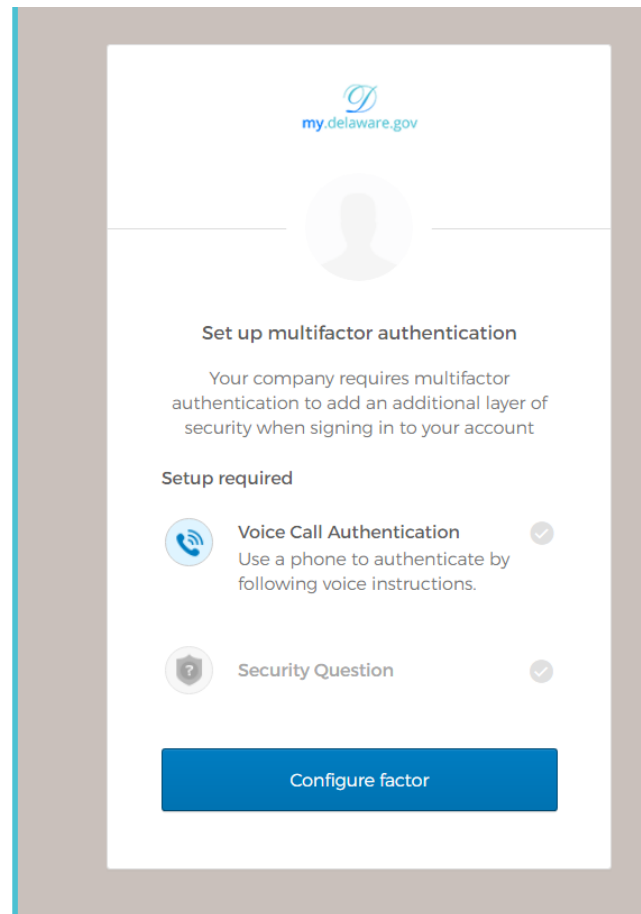 D
my.delaware.gov
Set up multifactor authentication
Your company requires multifactor
authentication to add an additional layer of
security when signing in to your account
Setup required
Voice Call Authentication
Use a phone to authenticate by
following voice instructions.
?
Security Question
Configure factor